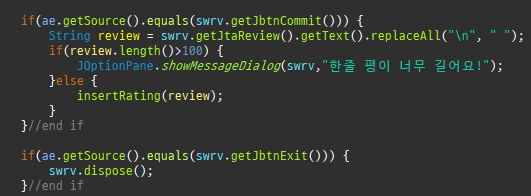 if(ae.getSource().equals(swrv.getJbtnCommit())) {
    String review = swrv.getJtaReview().getText().replaceAll("\n", " ");
    if(review.length()>100) {
        JOptionPane.showMessageDialog(swrv,"한줄 평이 너무 길어요!");
    }else {
        insertRating(review);
    }
}//end if

if(ae.getSource().equals(swrv.getJbtnExit())) {
    swrv.dispose();
}//end if